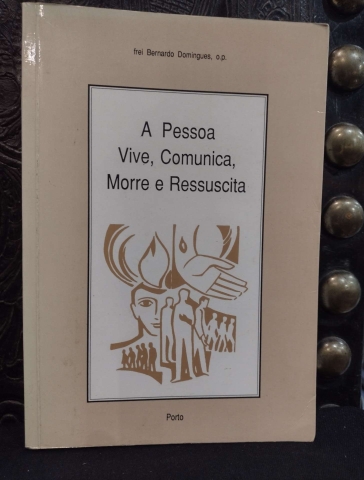 frei Bernardo Domingues, o.p.
A Pessoa
Vive, Comunica,
Morre e Ressuscita
Porto